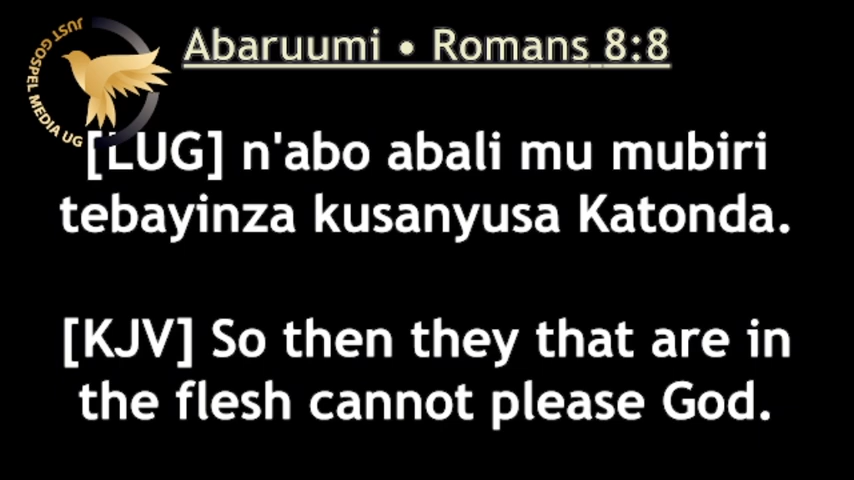 JUST GOSPEL MEDIA UG
Abaruumi • Romans 8:8
[LUG] n'abo abali mu mubiri
tebayinza kusanyusa Katonda.
[KJV] So then they that are in
the flesh cannot please God.